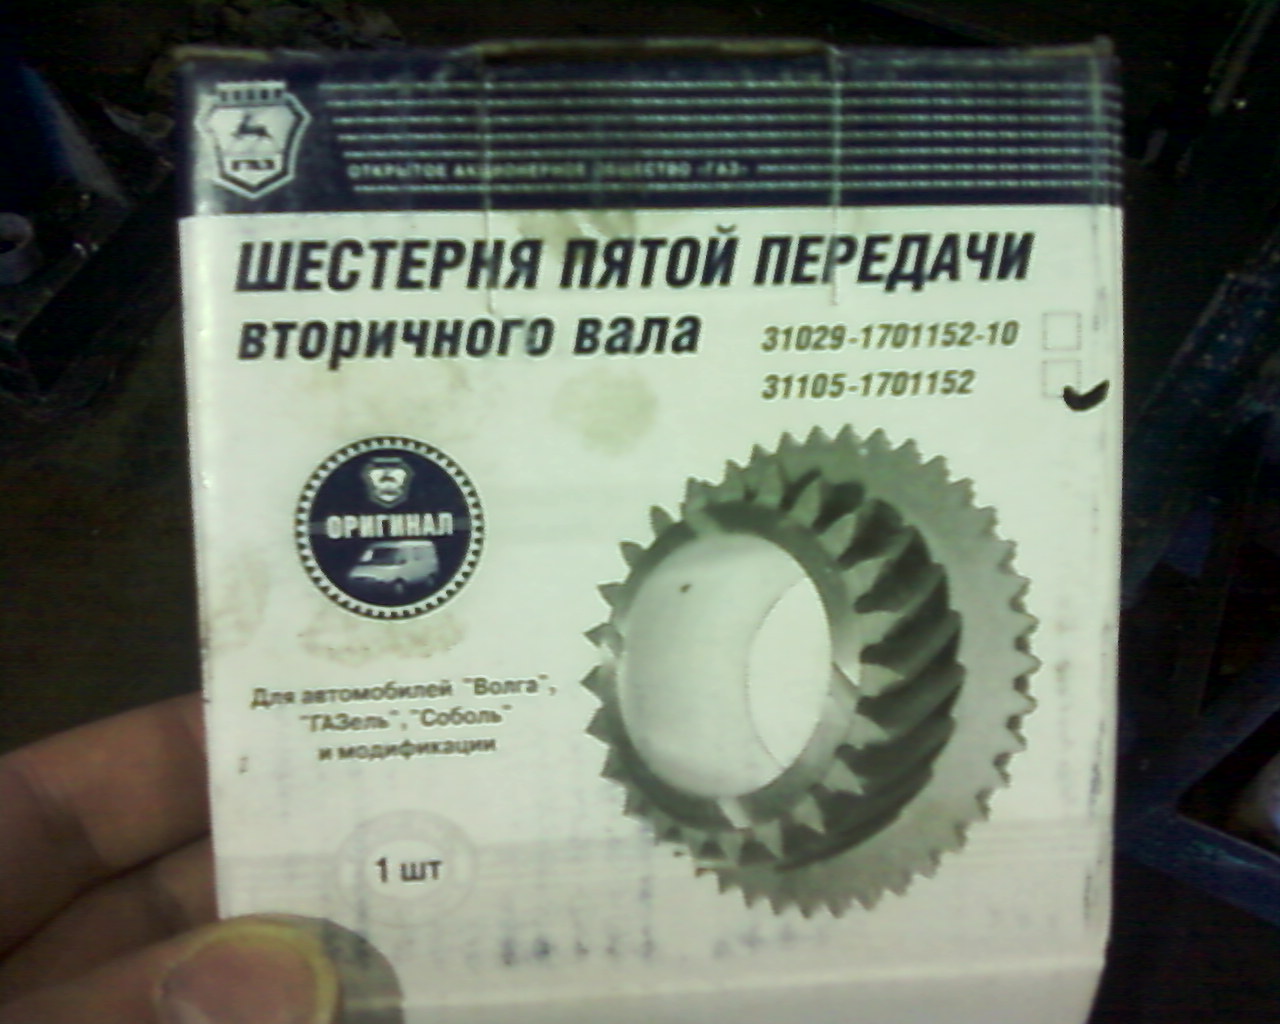 ГАЗ
ОТКРЫТОЕ АКЦИОНЕРНОЕ ОБЩЕСТВО «ГАЗ»
ШЕСТЕРНЯ ПЯТОЙ ПЕРЕДАЧИ
вторичного вала
31029-1701152-10
31105-1701152
ОРИГИНАЛ
Для автомобилей "Волга",
"ГАЗель", "Соболь"
и модификации
1 шт